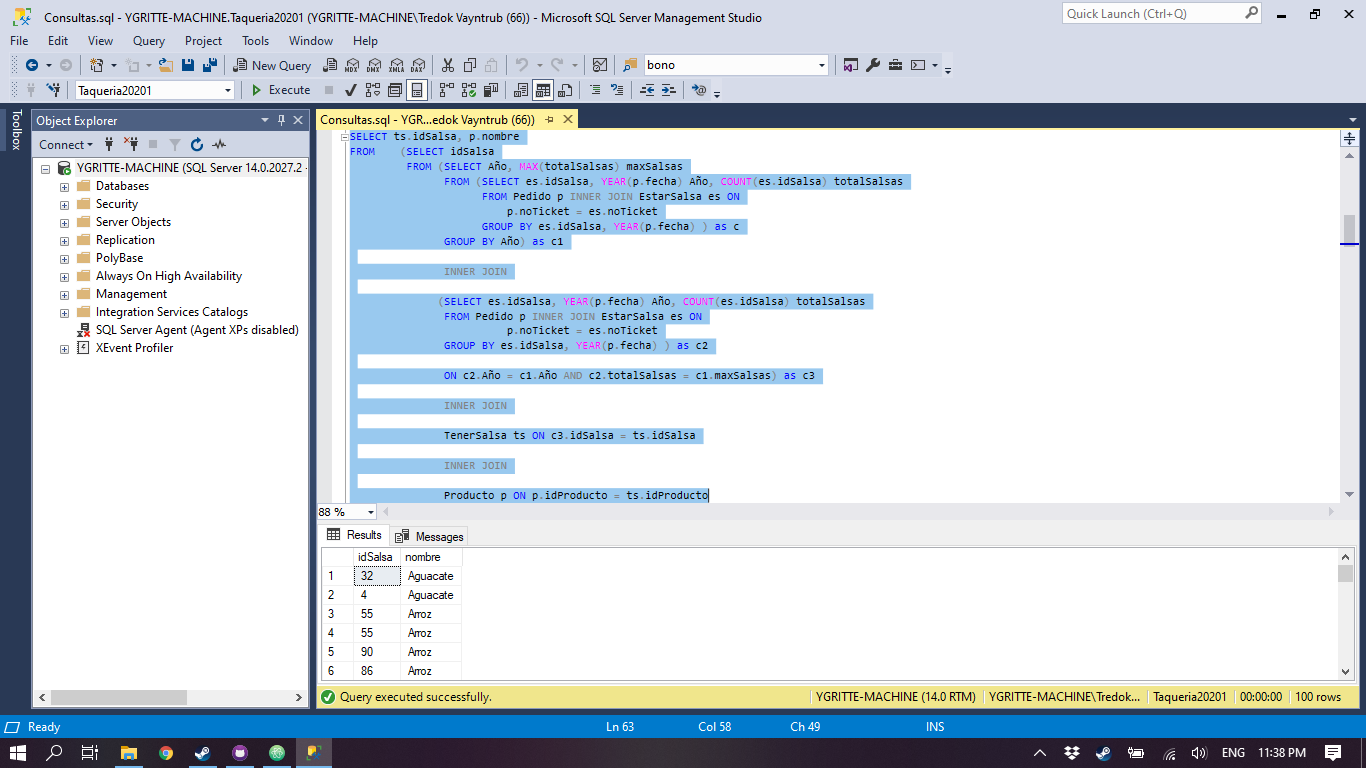 Consultas.sql - YGRITTE-MACHINE.Taqueria20201 (YGRITTE-MACHINE\Tredok Vayntrub (66)) - Microsoft SQL Server Management Studio
Quick Launch (Ctrl+Q)
File Edit View Query Project Tools Window Help
New Query MDX DMX XMLA DAX bono
Taqueria20201 Execute
Toolbox
Object Explorer
Connect
YGRITTE-MACHINE (SQL Server 14.0.2027.2 -
Databases
Security
Server Objects
Replication
PolyBase
Always On High Availability
Management
Integration Services Catalogs
SQL Server Agent (Agent XPs disabled)
XEvent Profiler
Consultas.sql - YGR...edok Vayntrub (66))
SELECT ts.idSalsa, p.nombre
FROM (SELECT idSalsa
FROM (SELECT Año, MAX(totalSalsas) maxSalsas
FROM (SELECT es.idSalsa, YEAR(p.fecha) Año, COUNT(es.idSalsa) totalSalsas
FROM Pedido p INNER JOIN EstarSalsa es ON
p.noTicket = es.noTicket
GROUP BY es.idSalsa, YEAR(p.fecha) ) as c
GROUP BY Año) as c1
INNER JOIN
(SELECT es.idSalsa, YEAR(p.fecha) Año, COUNT(es.idSalsa) totalSalsas
FROM Pedido p INNER JOIN EstarSalsa es ON
p.noTicket = es.noTicket
GROUP BY es.idSalsa, YEAR(p.fecha) ) as c2
ON c2.Año = c1.Año AND c2.totalSalsas = c1.maxSalsas) as c3
INNER JOIN
TenerSalsa ts ON c3.idSalsa = ts.idSalsa
INNER JOIN
Producto p ON p.idProducto = ts.idProducto
88 %
Results Messages
idSalsa nombre
1 32 Aguacate
2 4 Aguacate
3 55 Arroz
4 55 Arroz
5 90 Arroz
6 86 Arroz
Query executed successfully. YGRITTE-MACHINE (14.0 RTM) YGRITTE-MACHINE\Tredok... Taqueria20201 00:00:00 100 rows
Ready Ln 63 Col 58 Ch 49 INS
ENG 11:38 PM